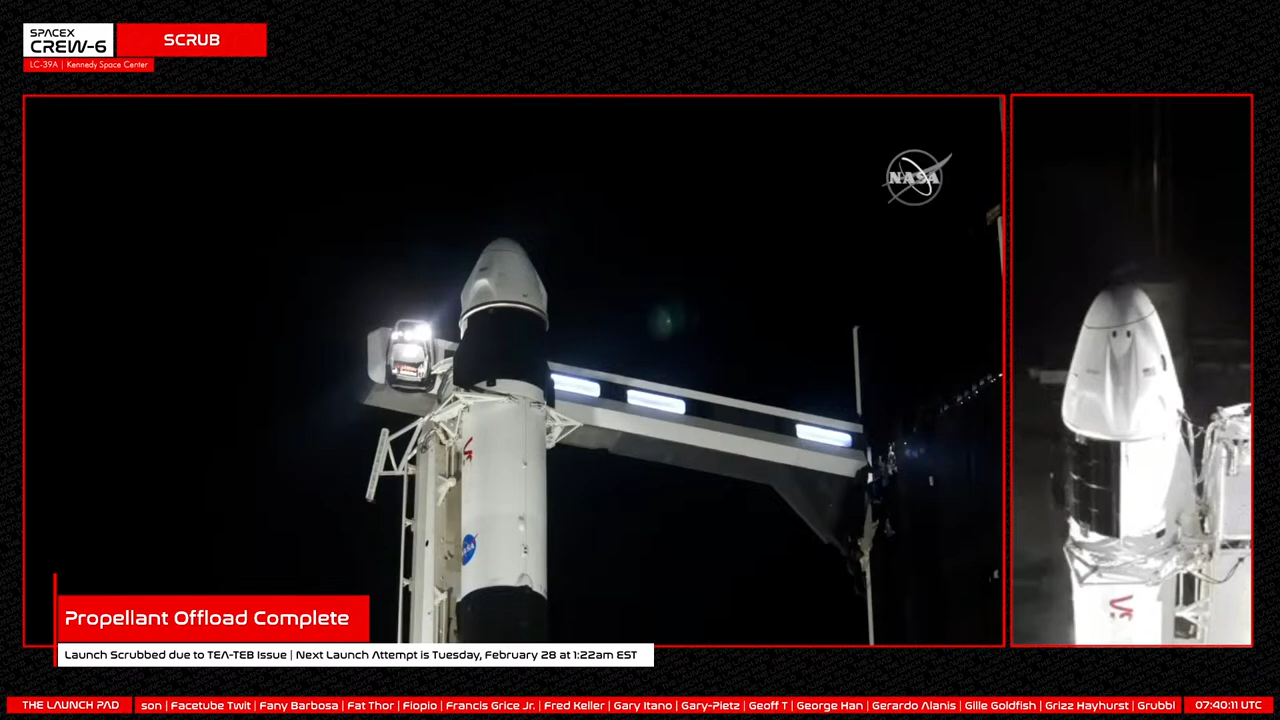 SPACEX
CREW-6
SCRUB
LC-39A | Kennedy Space Center
NASA
NASA
Propellant Offload Complete
Launch Scrubbed due to TEA-TEB Issue | Next Launch Attempt is Tuesday, February 28 at 1:22am EST
THE LAUNCH PAD
son | Facetube Twit | Fany Barbosa | Fat Thor | Fiopio | Francis Grice Jr. | Fred Keller | Gary Itano | Gary-Pietz | Geoff T | George Han | Gerardo Alanis | Gille Goldfish | Grizz Hayhurst | Grubbl
07:40:11 UTC